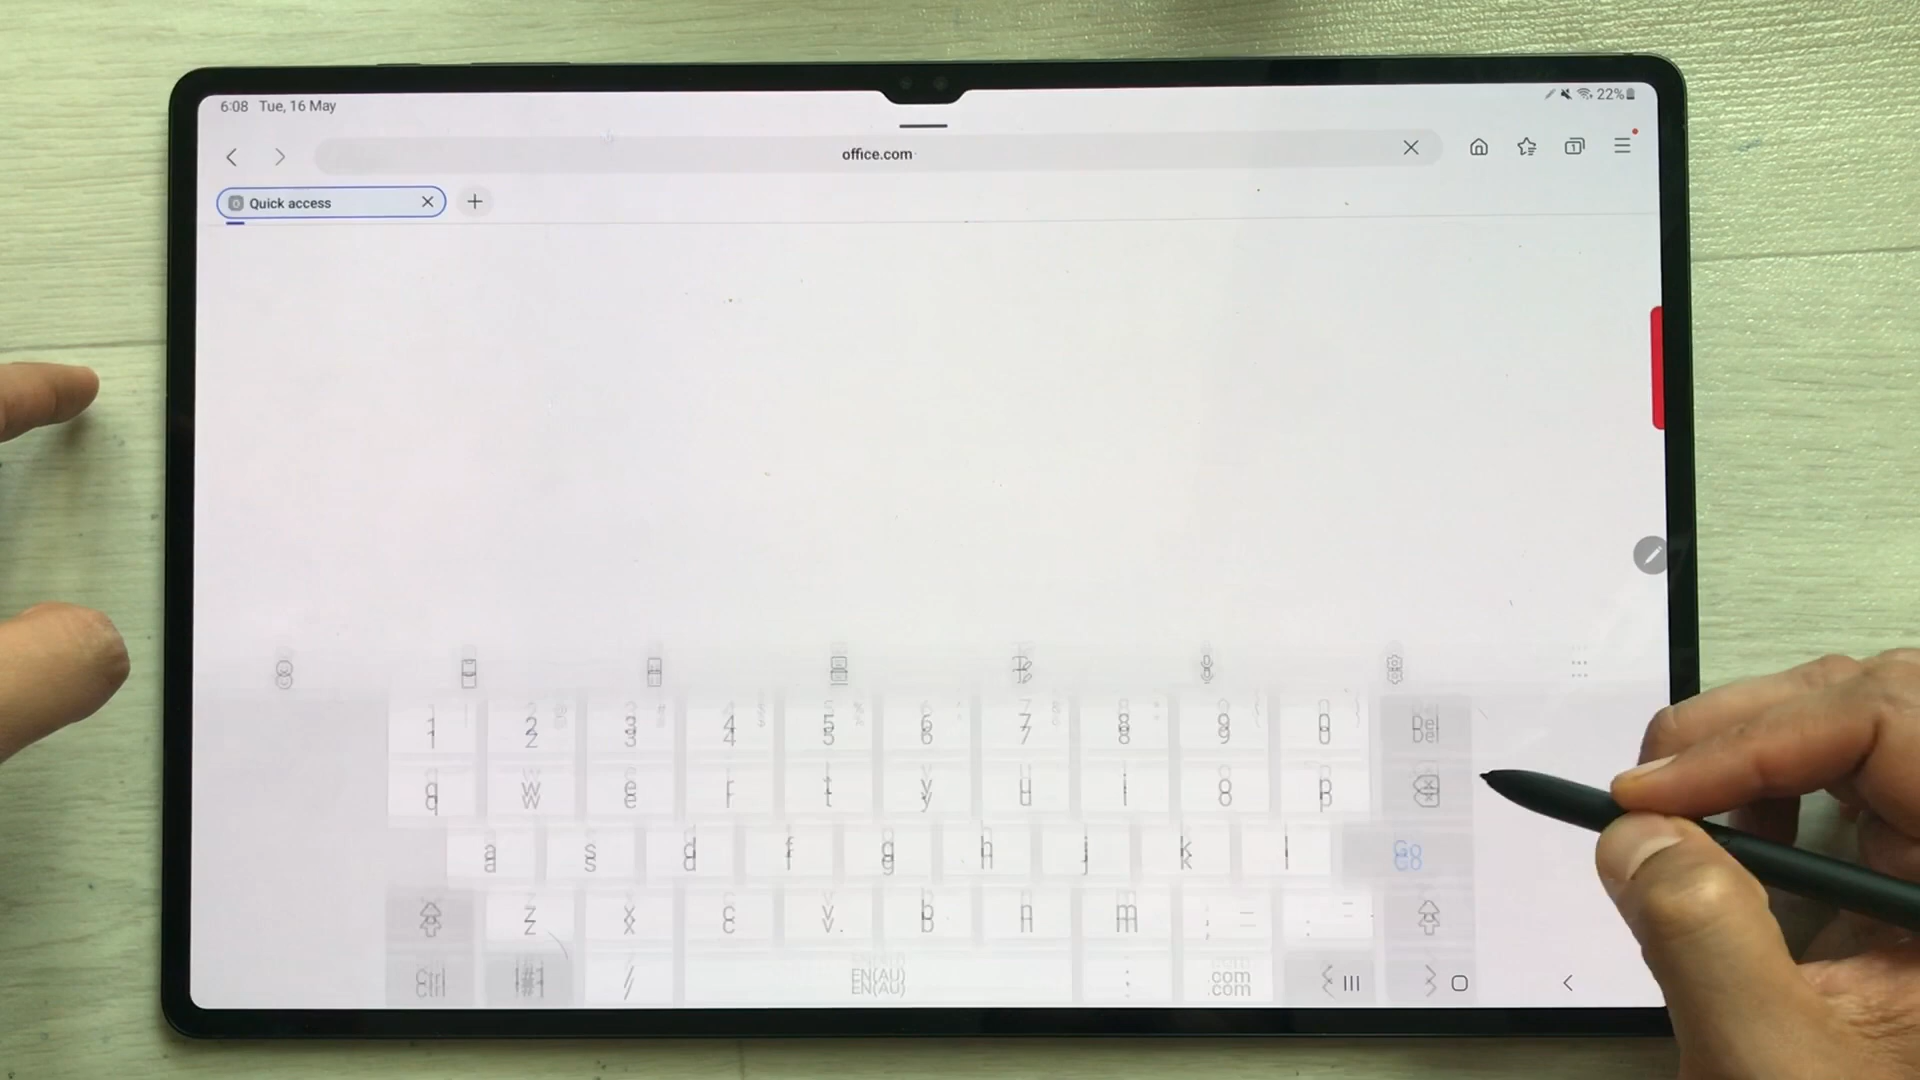 6:08 Tue, 16 May 22%
office.com
1
Quick access
1 2 3 4 5 6 7 8 9 0 Del
q w e r t y u i o p
a s d f g h j k l Go
z x c v b n m
Ctrl !#1 / EN(AU) .com